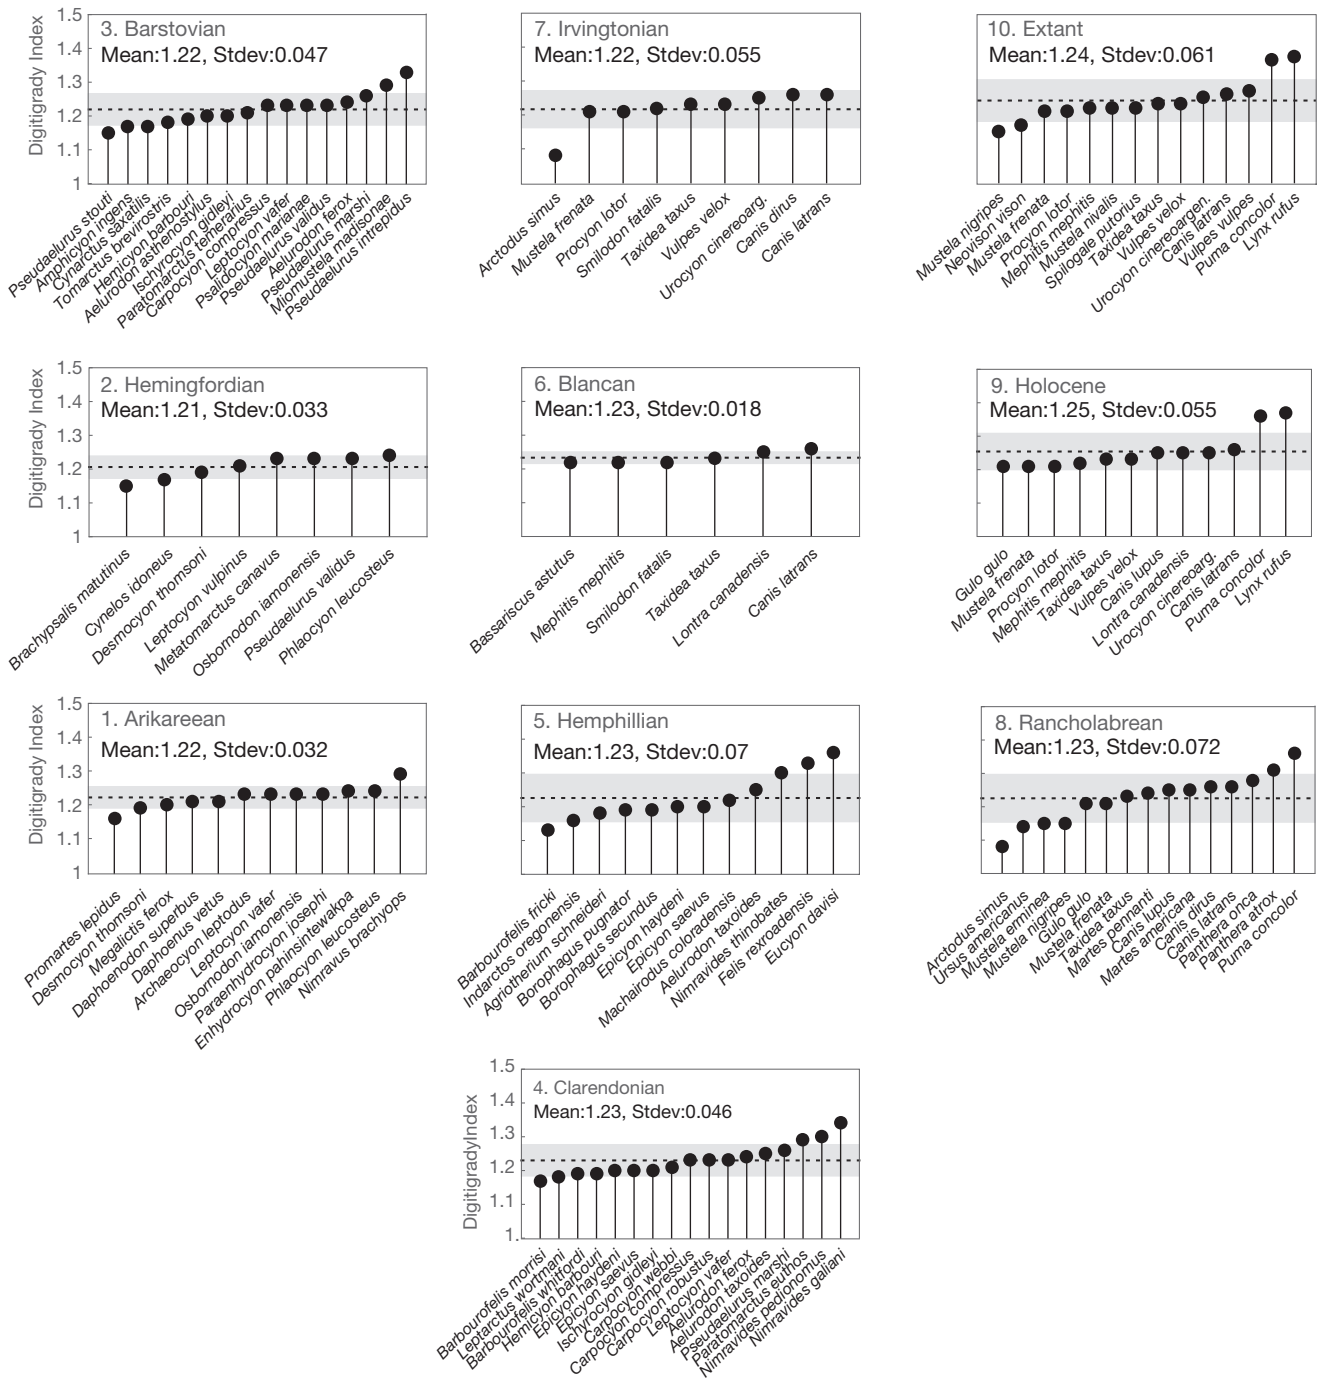 Digitigrady Index
1.5
1.4
1.3
1.2
1.1
1
3. Barstovian
Mean:1.22, Stdev:0.047
Pseudaelurus stouti
Amphicyon ingens
Cynarctus saxatilis
Tomarctus brevirostris
Hemicyon barbouri
Aelurodon asthenostylus
Ischyrocyon gidleyi
Paratomarctus temerarius
Carpocyon compressus
Leptocyon vafer
Psalidocyon marianae
Pseudaelurus validus
Aelurodon ferox
Pseudaelurus marshi
Miomustela madisonae
Pseudaelurus intrepidus
7. Irvingtonian
Mean:1.22, Stdev:0.055
Arctodus simus
Mustela frenata
Procyon lotor
Smilodon fatalis
Taxidea taxus
Vulpes velox
Urocyon cinereoarg.
Canis dirus
Canis latrans
10. Extant
Mean:1.24, Stdev:0.061
Mustela nigripes
Neovison vison
Mustela frenata
Procyon lotor
Mephitis mephitis
Mustela nivalis
Spilogale putorius
Taxidea taxus
Vulpes velox
Urocyon cinereoargen.
Canis latrans
Vulpes vulpes
Puma concolor
Lynx rufus
Digitigrady Index
1.5
1.4
1.3
1.2
1.1
1
2. Hemingfordian
Mean:1.21, Stdev:0.033
Brachypsalis matutinus
Cynelos idoneus
Desmocyon thomsoni
Leptocyon vulpinus
Metatomarctus canavus
Osbornodon iamonensis
Pseudaelurus validus
Phlaocyon leucosteus
6. Blancan
Mean:1.23, Stdev:0.018
Bassariscus astutus
Mephitis mephitis
Smilodon fatalis
Taxidea taxus
Lontra canadensis
Canis latrans
9. Holocene
Mean:1.25, Stdev:0.055
Gulo gulo
Mustela frenata
Procyon lotor
Mephitis mephitis
Taxidea taxus
Vulpes velox
Canis lupus
Lontra canadensis
Urocyon cinereoarg.
Canis latrans
Puma concolor
Lynx rufus
Digitigrady Index
1.5
1.4
1.3
1.2
1.1
1
1. Arikareean
Mean:1.22, Stdev:0.032
Promartes lepidus
Desmocyon thomsoni
Megalictis ferox
Daphoenodon superbus
Daphoenus vetus
Archaeocyon leptodus
Leptocyon vafer
Osbornodon iamonensis
Paraenhydrocyon josephi
Enhydrocyon pahinsintewakpa
Phlaocyon leucosteus
Nimravus brachyops
5. Hemphillian
Mean:1.23, Stdev:0.07
Barbourofelis fricki
Indarctos oregonensis
Agriotherium schneideri
Borophagus pugnator
Borophagus secundus
Epicyon haydeni
Epicyon saevus
Machairodus coloradensis
Aelurodon taxoides
Nimravides thinobates
Felis rexroadensis
Eucyon davisi
8. Rancholabrean
Mean:1.23, Stdev:0.072
Arctodus simus
Ursus americanus
Mustela erminea
Mustela nigripes
Gulo gulo
Mustela frenata
Taxidea taxus
Martes pennanti
Canis lupus
Martes americana
Canis dirus
Canis latrans
Panthera onca
Panthera atrox
Puma concolor
DigitigradyIndex
1.5
1.4
1.3
1.2
1.1
1.
4. Clarendonian
Mean:1.23, Stdev:0.046
Barbourofelis morrisi
Leptarctus wortmani
Barbourofelis whitfordi
Hemicyon barbouri
Epicyon haydeni
Epicyon saevus
Ischyrocyon gidleyi
Carpocyon webbi
Carpocyon compressus
Carpocyon robustus
Leptocyon vafer
Aelurodon ferox
Aelurodon taxoides
Pseudaelurus marshi
Paratomarctus euthos
Nimravides pedionomus
Nimravides galiani